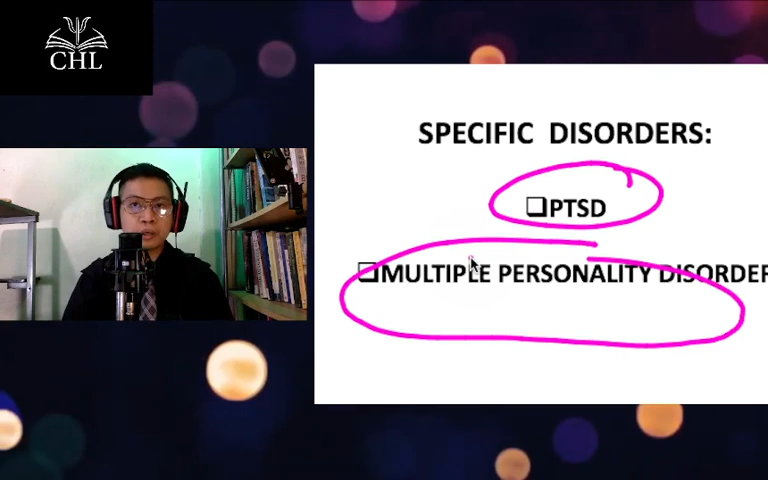 CHL
SPECIFIC DISORDERS:
❑PTSD
❑MULTIPLE PERSONALITY DISORDER